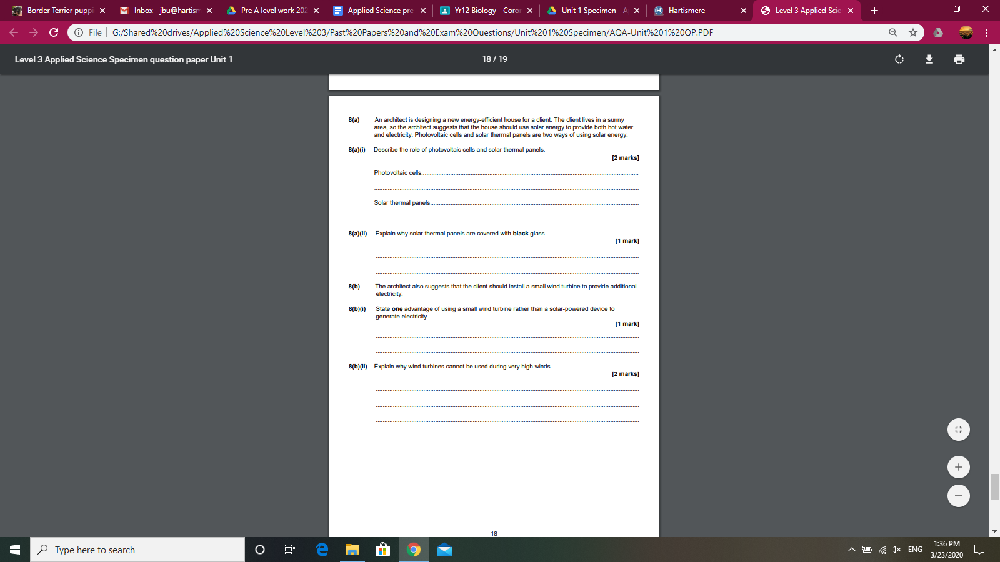 Border Terrier puppi
Inbox - jbu@hartism
Pre A level work 202
Applied Science pre
Yr12 Biology - Coror
Unit 1 Specimen - A
Hartismere
Level 3 Applied Scie
File
G:/Shared%20drives/Applied%20Science%20Level%203/Past%20Papers%20and%20Exam%20Questions/Unit%201%20Specimen/AQA-Unit%201%20QP.PDF
Level 3 Applied Science Specimen question paper Unit 1
18 / 19
8(a) An architect is designing a new energy-efficient house for a client. The client lives in a sunny
area, so the architect suggests that the house should use solar energy to provide both hot water
and electricity. Photovoltaic cells and solar thermal panels are two ways of using solar energy.
8(a)(i) Describe the role of photovoltaic cells and solar thermal panels.
[2 marks]
Photovoltaic cells
Solar thermal panels
8(a)(ii) Explain why solar thermal panels are covered with black glass.
[1 mark]
8(b) The architect also suggests that the client should install a small wind turbine to provide additional
electricity.
8(b)(i) State one advantage of using a small wind turbine rather than a solar-powered device to
generate electricity.
[1 mark]
8(b)(ii) Explain why wind turbines cannot be used during very high winds.
[2 marks]
18
Type here to search
ENG
1:36 PM
3/23/2020